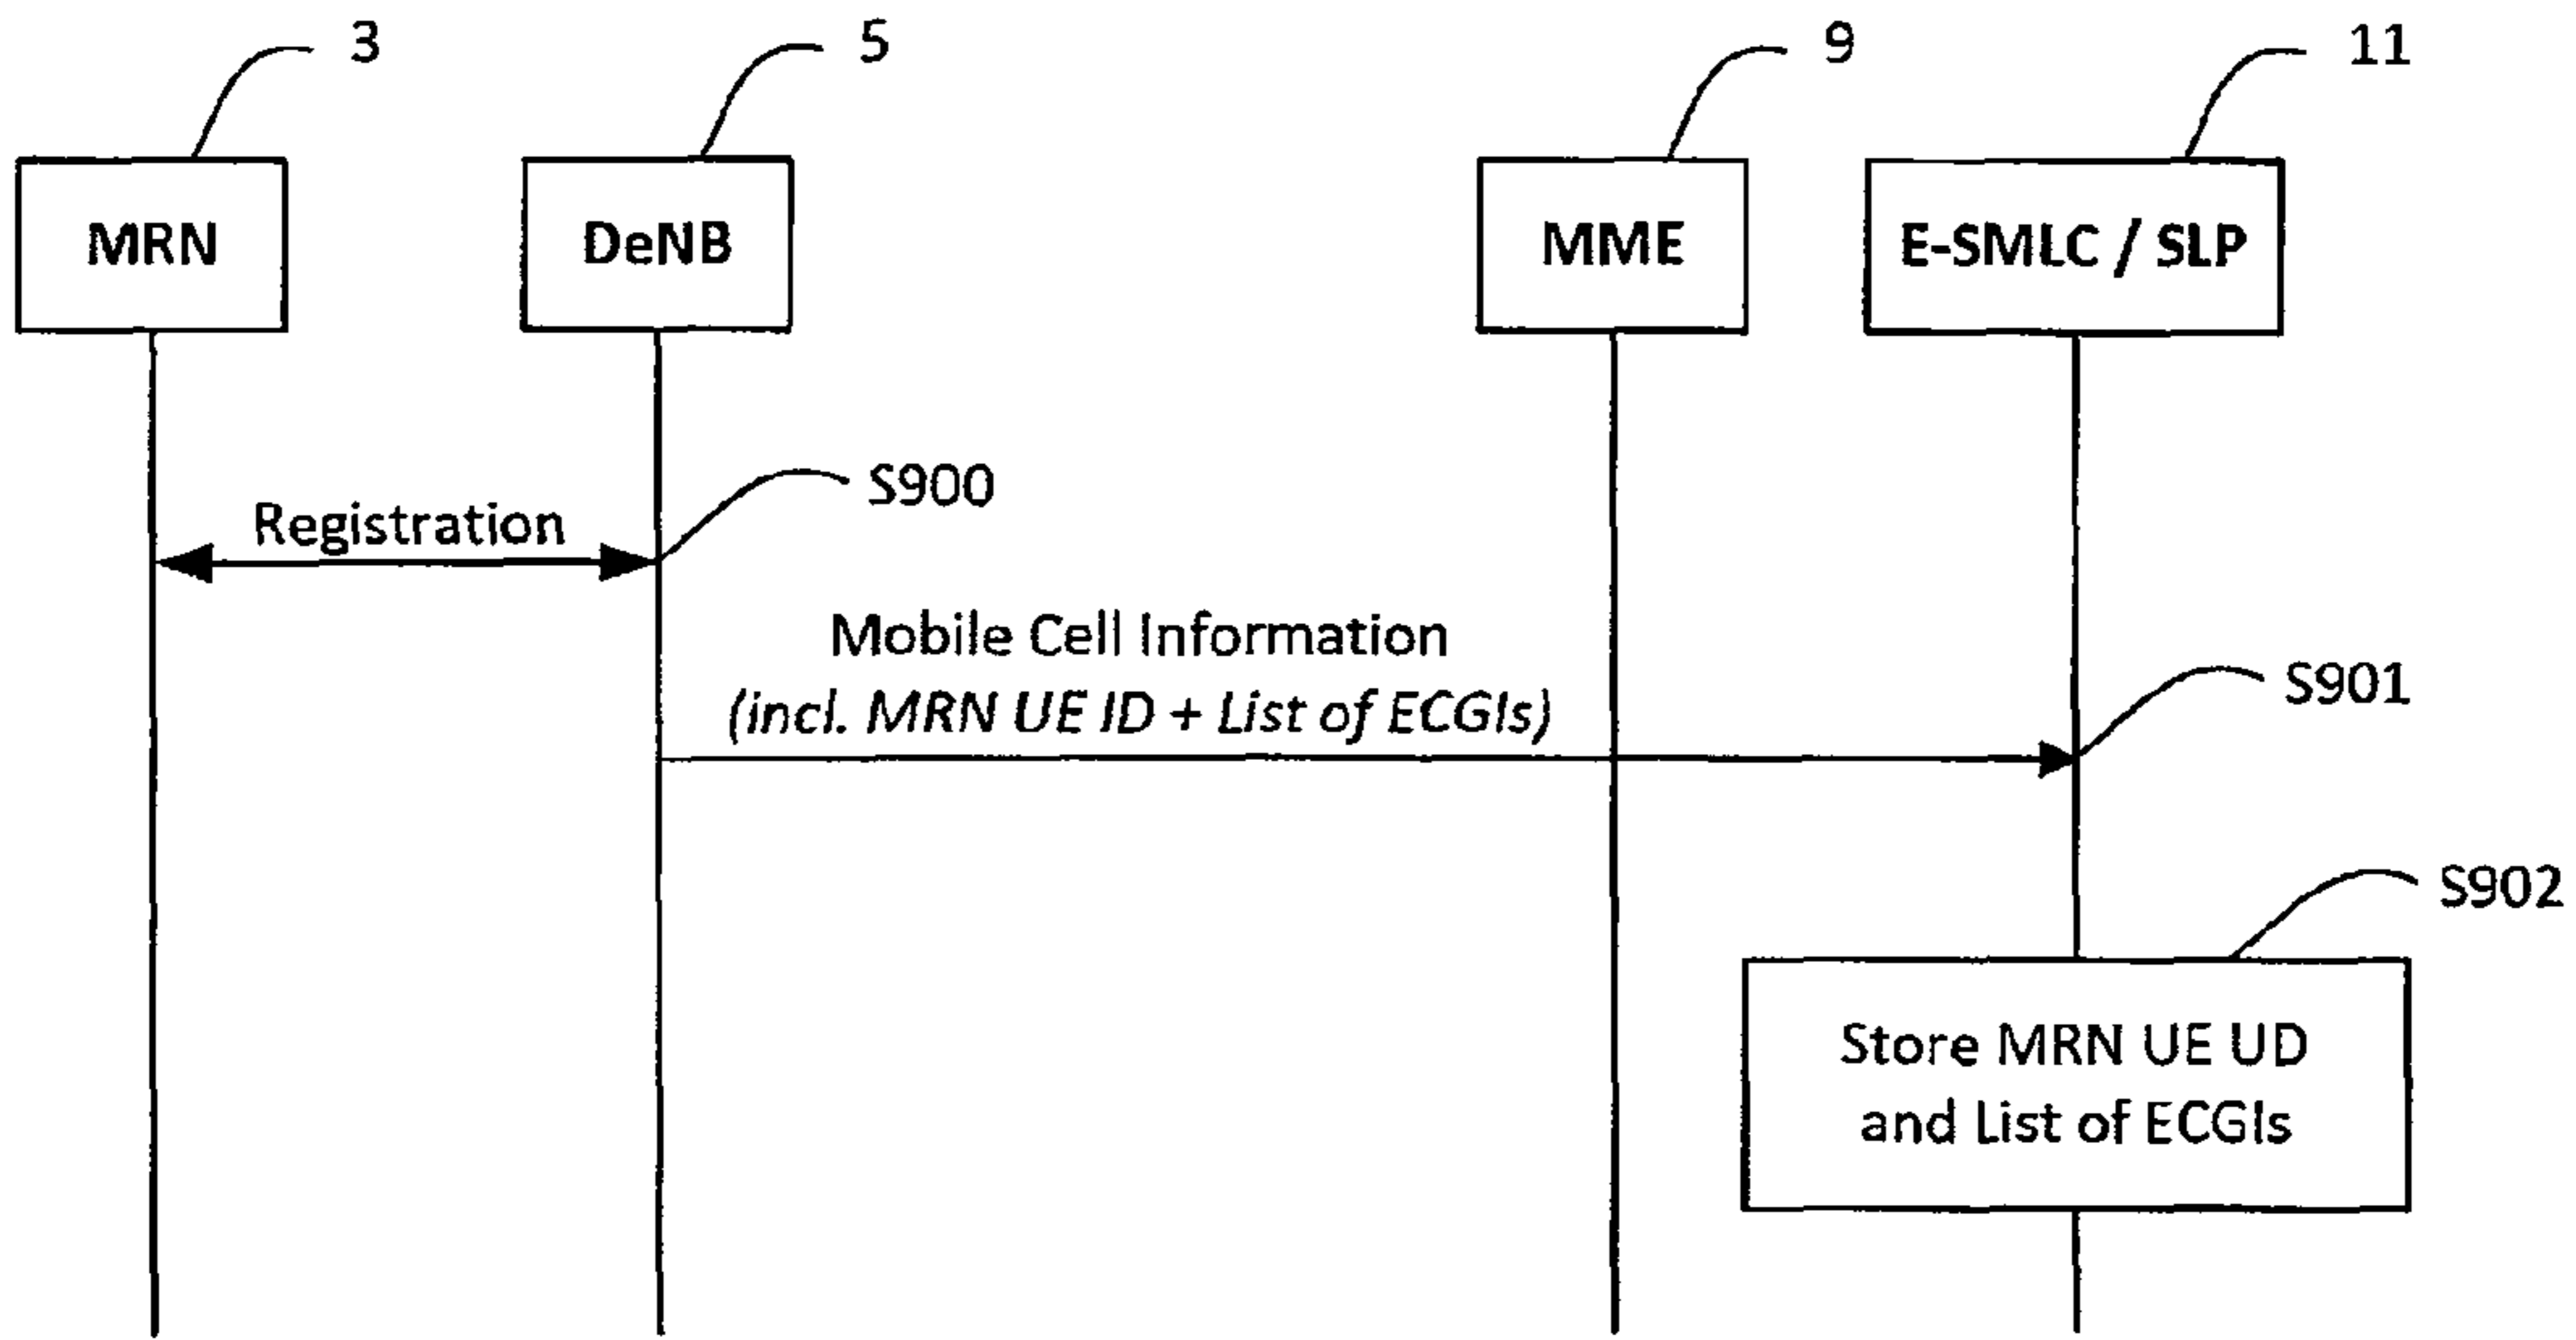 3
5
9
11
MRN
DeNB
MME
E-SMLC / SLP
S900
Registration
Mobile Cell Information
(incl. MRN UE ID + List of ECGIs)
S901
S902
Store MRN UE UD
and List of ECGIs